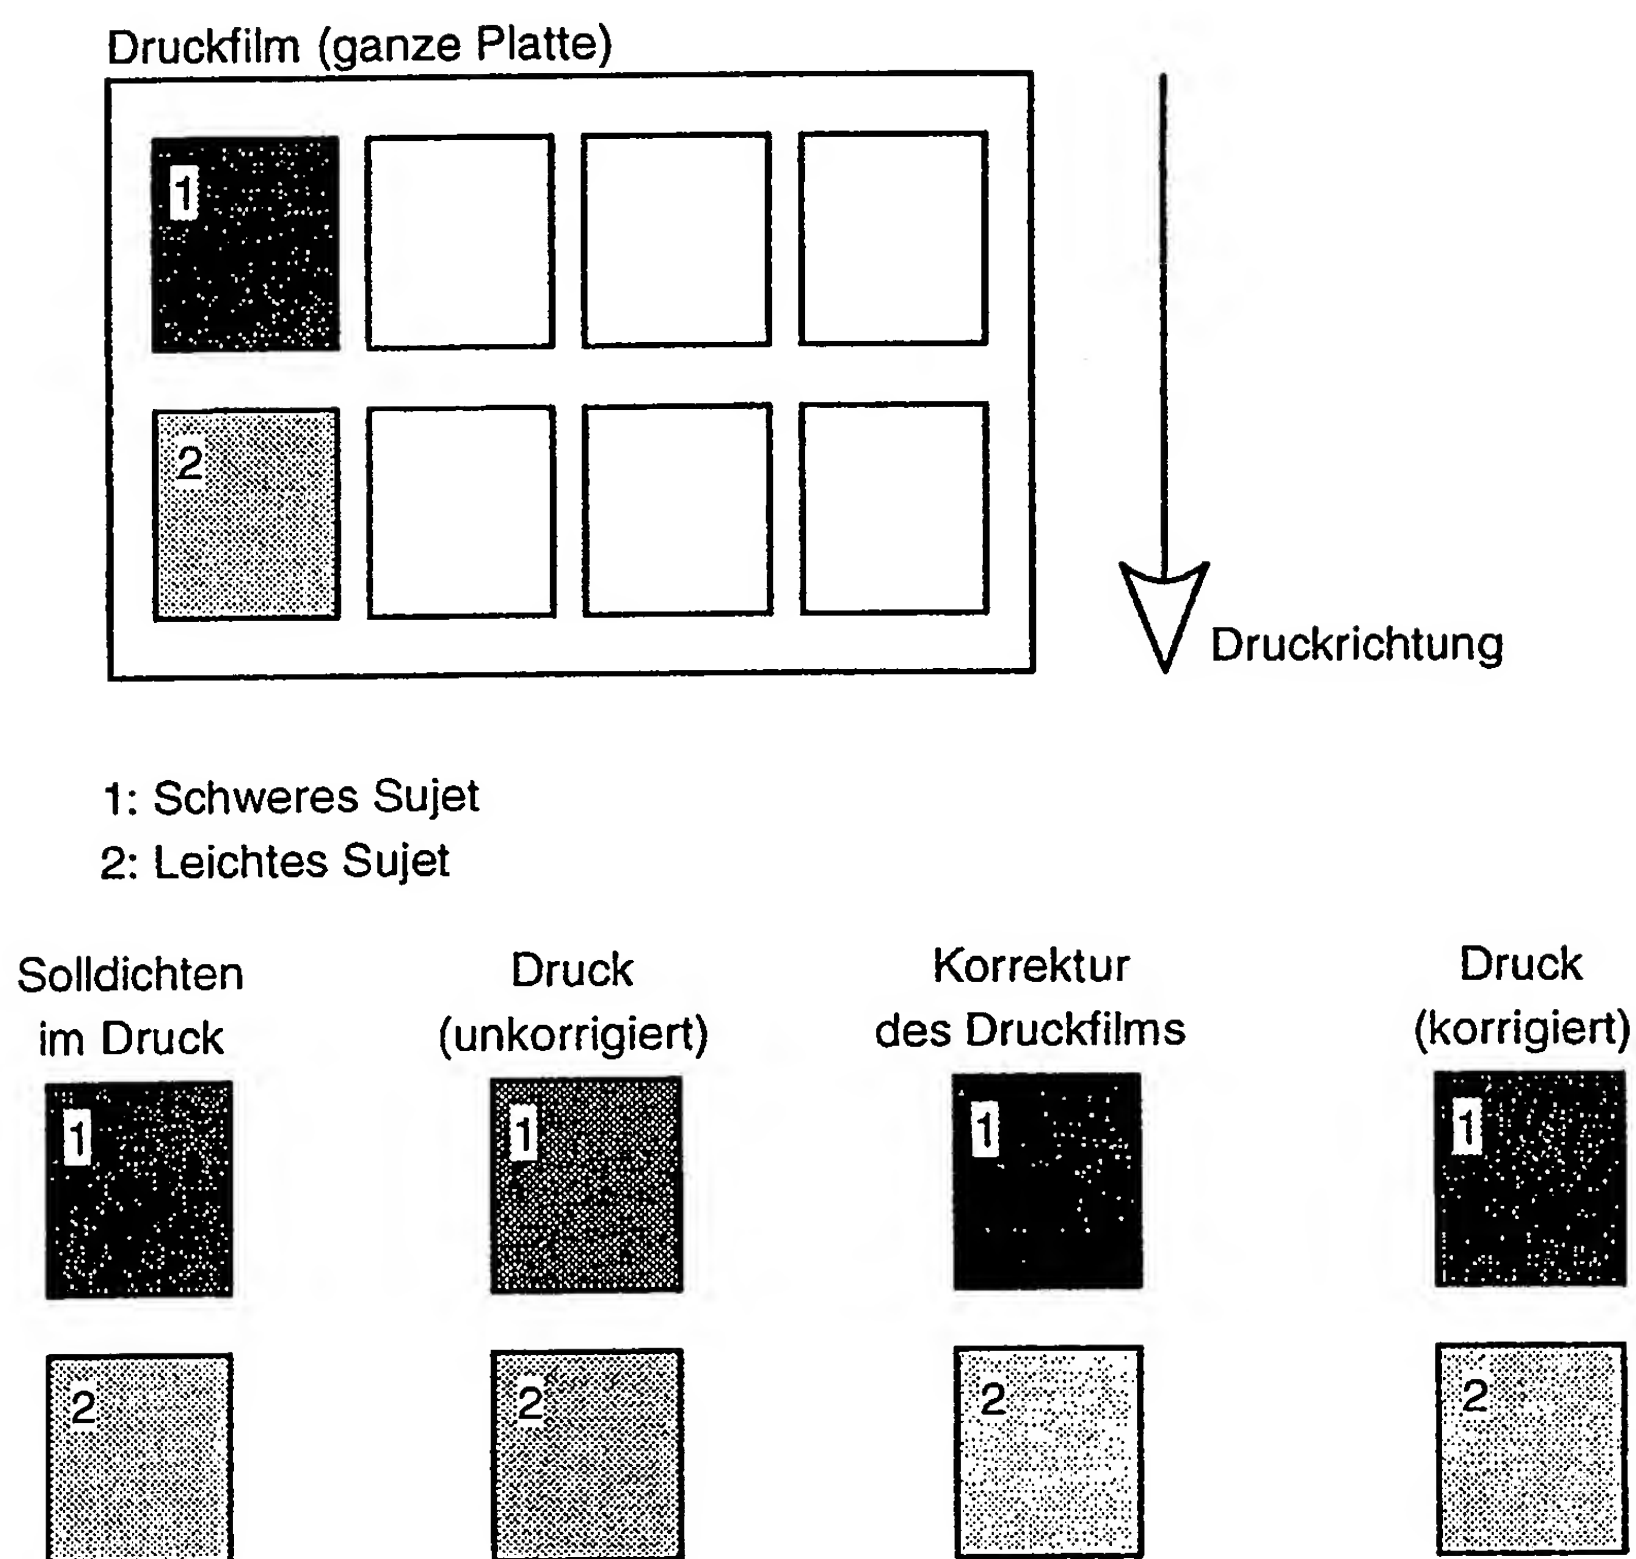 Druckfilm (ganze Platte)
1
2
Druckrichtung
1: Schweres Sujet
2: Leichtes Sujet
Solldichten
im Druck
Druck
(unkorrigiert)
Korrektur
des Druckfilms
Druck
(korrigiert)
1
1
1
1
2
2
2
2